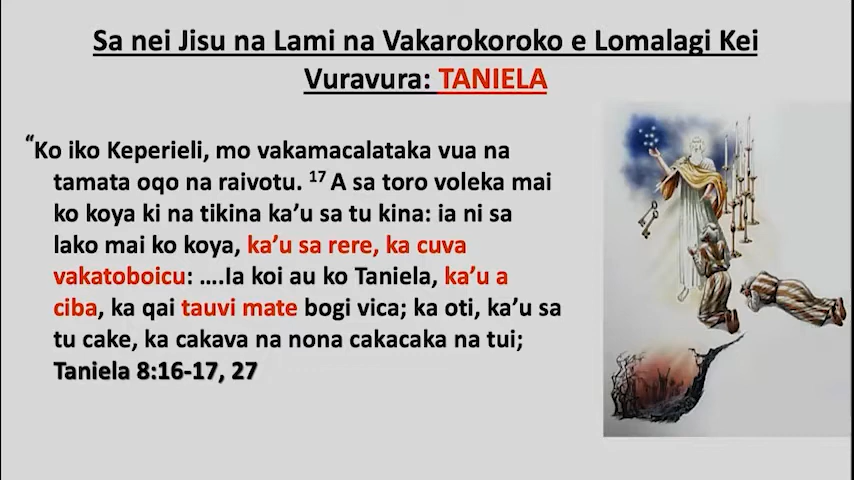 Sa nei Jisu na Lami na Vakarokoroko e Lomalagi Kei
Vuravura: TANIELA
“Ko iko Keperieli, mo vakamacalataka vua na
tamata oqo na raivotu. ¹⁷ A sa toro voleka mai
ko koya ki na tikina ka’u sa tu kina: ia ni sa
lako mai ko koya, ka’u sa rere, ka cuva
vakatoboicu: ….Ia koi au ko Taniela, ka’u a
ciba, ka qai tauvi mate bogi vica; ka oti, ka’u sa
tu cake, ka cakava na nona cakacaka na tui;
Taniela 8:16-17, 27